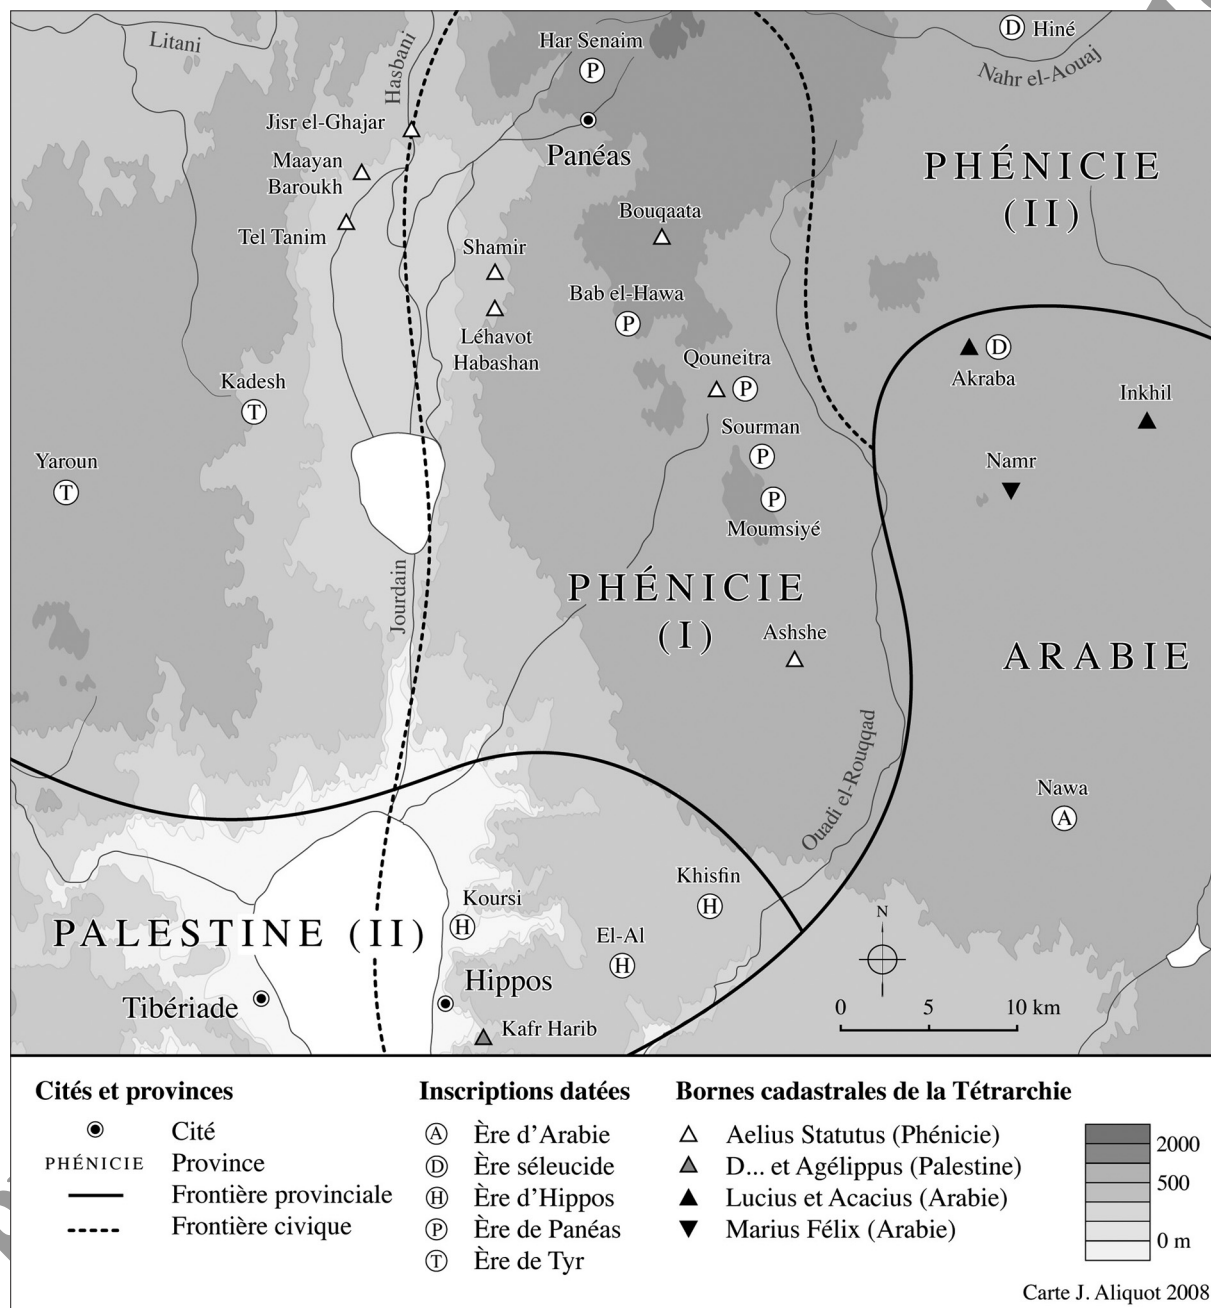 Litani
Hasbani
Har Senaim
P
D Hiné
Nahr el-Aouaj
Jisr el-Ghajar
Panéas
Maayan
Baroukh
PHÉNICIE
(II)
Tel Tanim
Bouqaata
Shamir
Bab el-Hawa
P
Léhavot
Habashan
Qouneitra
P
D
Akraba
Kadesh
T
Inkhil
Sourman
P
Yaroun
T
Namr
P
Moumsiyé
Jourdain
PHÉNICIE
(I)
Ashshe
ARABIE
Ouadi el-Rouqqad
Nawa
A
Khisfin
H
Koursi
H
PALESTINE (II)
El-Al
H
N
Hippos
Tibériade
Kafr Harib
0 5 10 km
Cités et provinces
Cité
PHÉNICIE Province
Frontière provinciale
Frontière civique
Inscriptions datées
A Ère d'Arabie
D Ère séleucide
H Ère d'Hippos
P Ère de Panéas
T Ère de Tyr
Bornes cadastrales de la Tétrarchie
Aelius Statutus (Phénicie)
D... et Agélippus (Palestine)
Lucius et Acacius (Arabie)
Marius Félix (Arabie)
2000
500
0 m
Carte J. Aliquot 2008